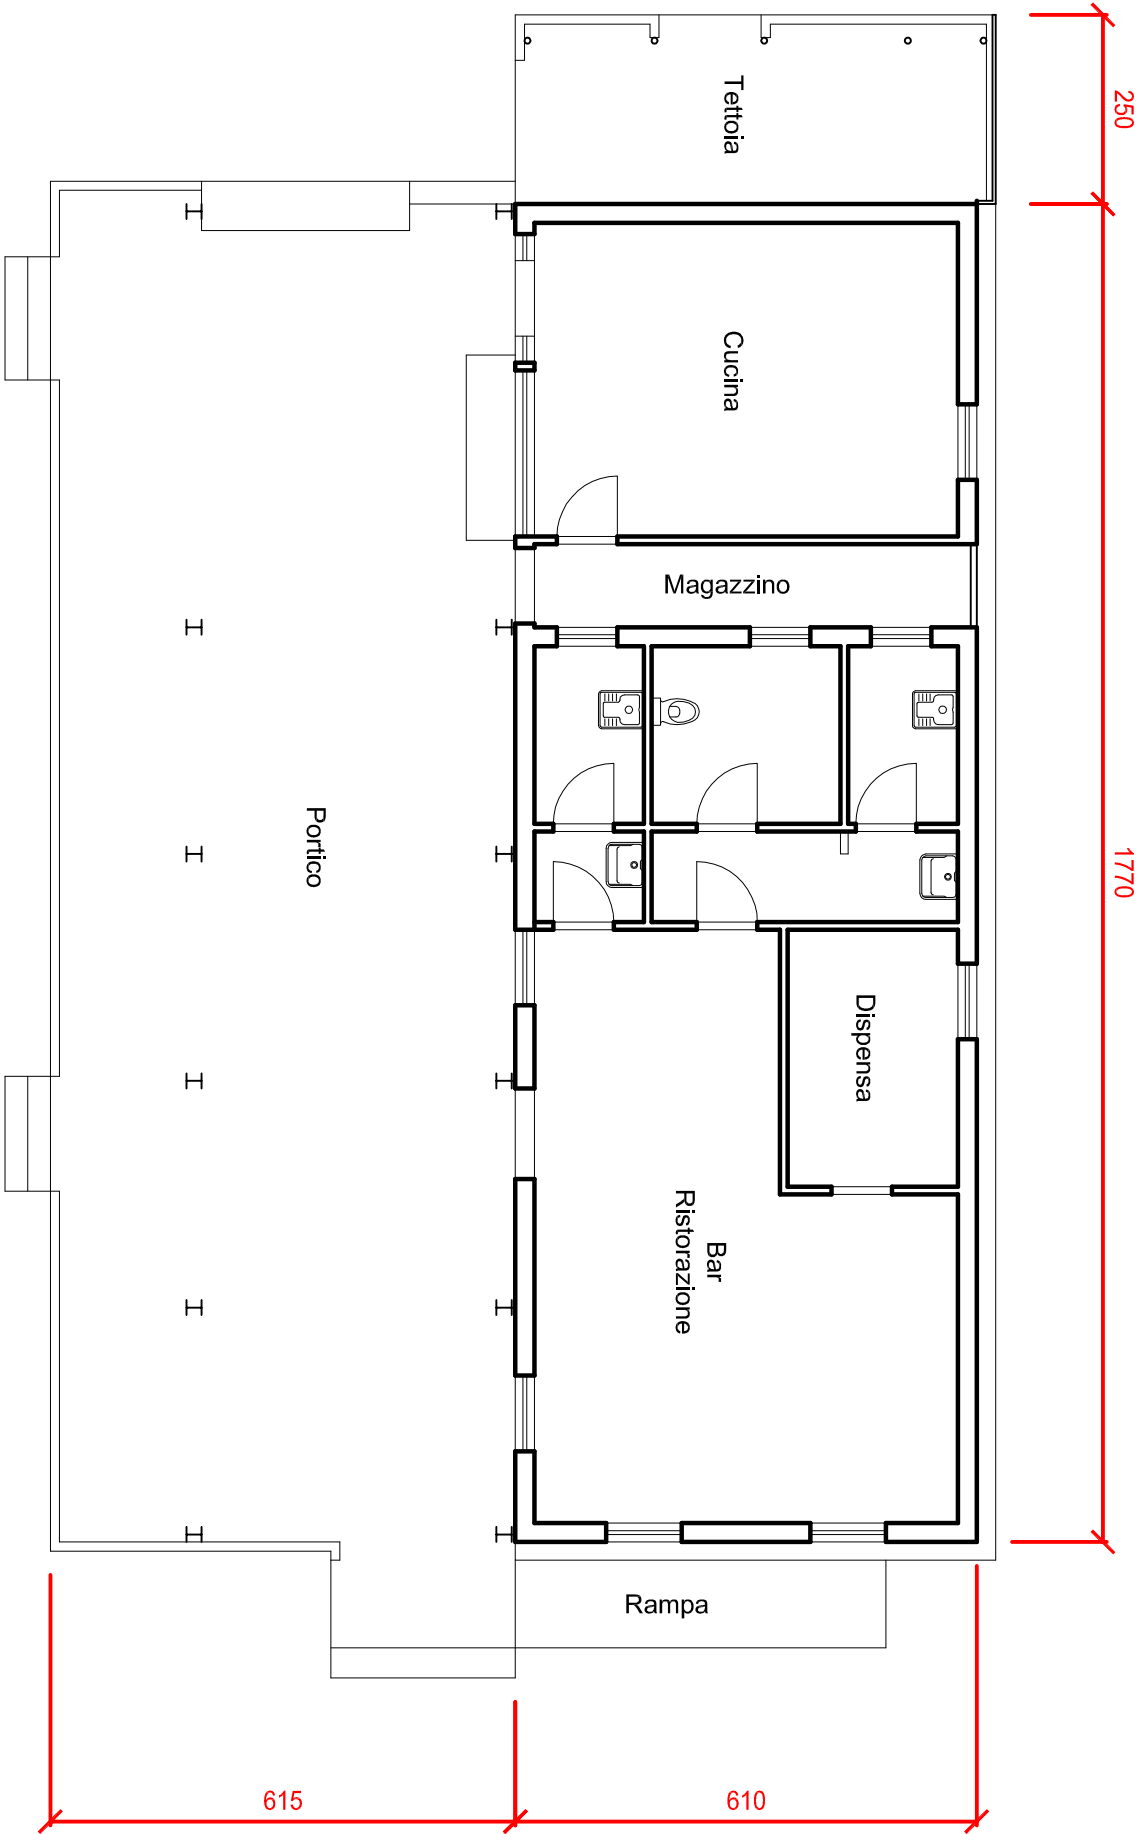 250
Tettoia
Cucina
Magazzino
Portico
1770
Dispensa
Bar
Ristorazione
Rampa
615
610